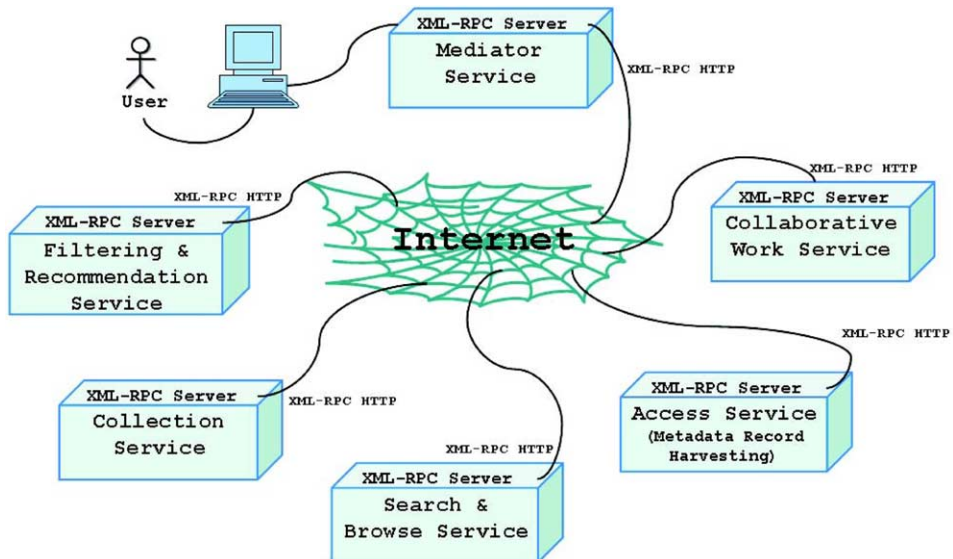 XML-RPC Server
Mediator
Service
XML-RPC HTTP
User
XML-RPC HTTP
XML-RPC Server
Filtering &
Recommendation
Service
Internet
XML-RPC HTTP
XML-RPC Server
Collaborative
Work Service
XML-RPC HTTP
XML-RPC Server
Access Service
(Metadata Record
Harvesting)
XML-RPC Server
Collection
Service
XML-RPC HTTP
XML-RPC HTTP
XML-RPC Server
Search &
Browse Service